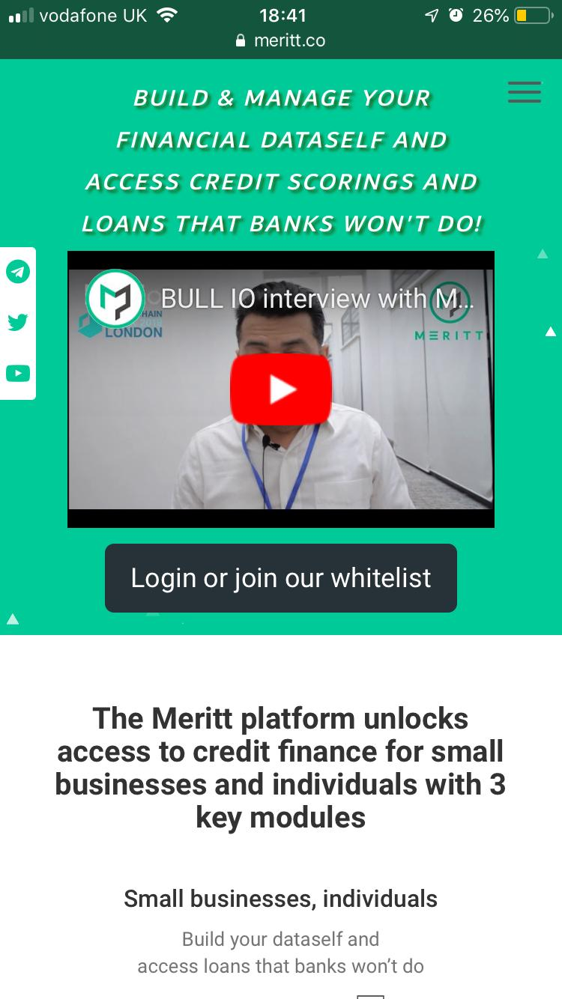 vodafone UK
18:41
26%
meritt.co
BUILD & MANAGE YOUR
FINANCIAL DATASELF AND
ACCESS CREDIT SCORINGS AND
LOANS THAT BANKS WON'T DO!
BULL IO interview with M...
HAIN
2019
LONDON
MERITT
Login or join our whitelist
The Meritt platform unlocks
access to credit finance for small
businesses and individuals with 3
key modules
Small businesses, individuals
Build your dataself and
access loans that banks won’t do